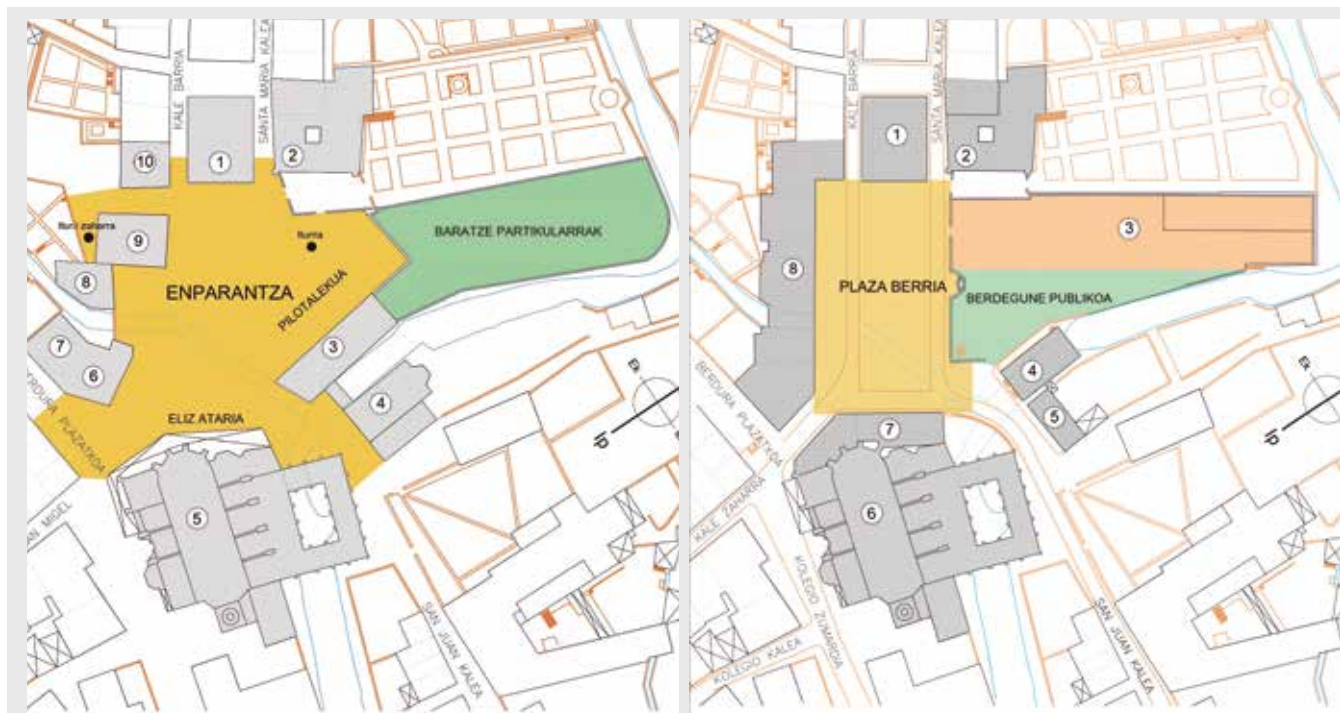 KALE BARRIA
SANTA MARIA KALEA
10
1
2
Iturri zaharra
9
Iturria
8
ENPARANTZA
PILOTALEKUA
BARATZE PARTIKULARRAK
7
6
3
4
ELIZ ATARIA
PLAZATXOA
5
SAN JUAN KALEA
Ek
Ip
KALE BARRIA
SANTA MARIA KALEA
1
2
3
8
PLAZA BERRIA
BERDEGUNE PUBLIKOA
4
5
BERDURA PLAZATXOA
7
KALE ZAHARRA
6
KOLEGIO ZUMARDIA
KOLEGIO KALEA
SAN JUAN KALEA
Ek
Ip